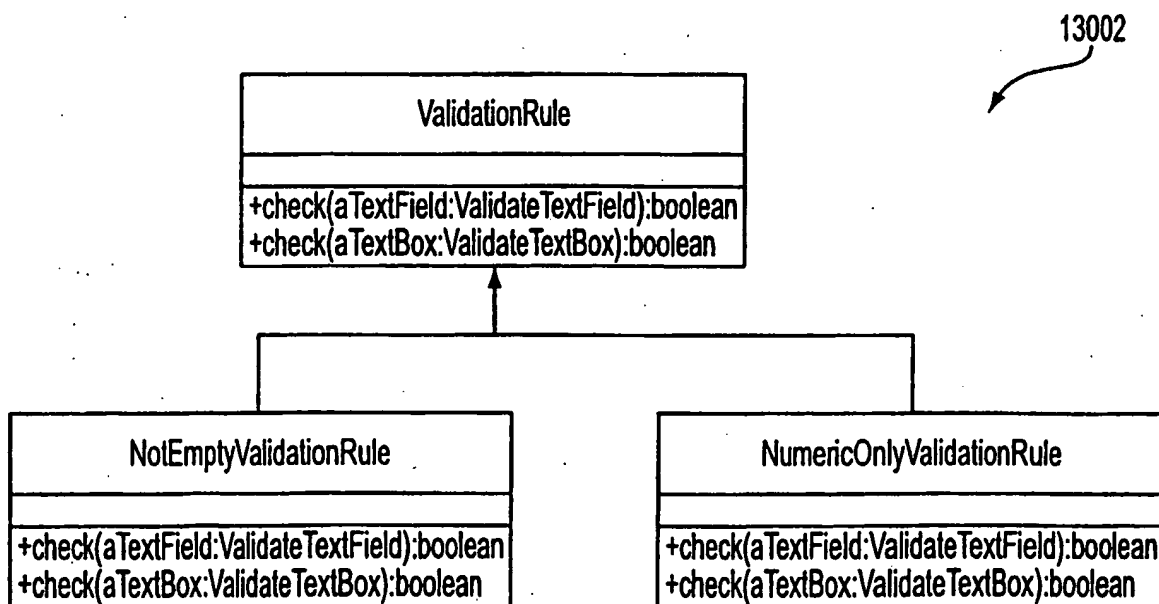 13002
ValidationRule
+check(aTextField:ValidateTextField):boolean
+check(aTextBox:ValidateTextBox):boolean
NotEmptyValidationRule
+check(aTextField:ValidateTextField):boolean
+check(aTextBox:ValidateTextBox):boolean
NumericOnlyValidationRule
+check(aTextField:ValidateTextField):boolean
+check(aTextBox:ValidateTextBox):boolean